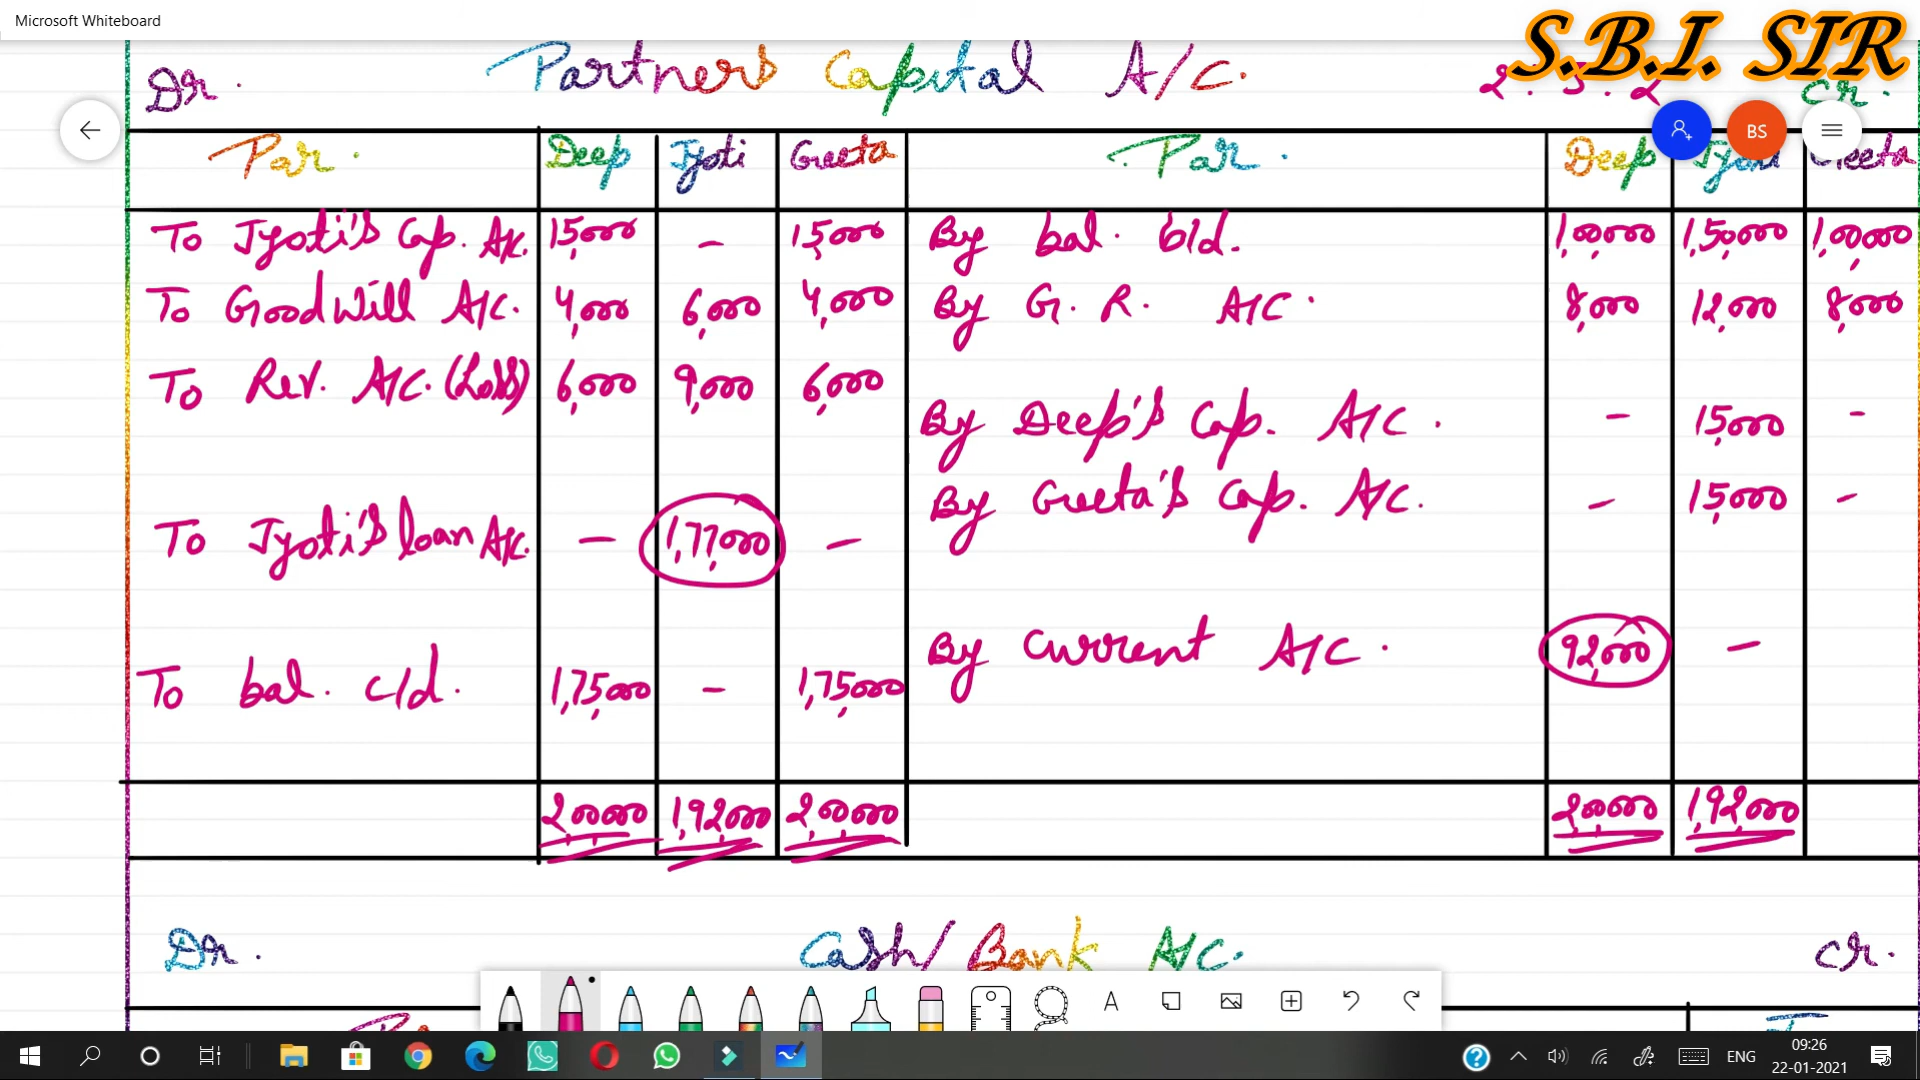 Microsoft Whiteboard
S.B.I. SIR
Dr. Partners Capital A/C. Cr.
Par. Deep Jyoti Geeta Par. Deep Geeta
To Jyoti's Cap. A/c. 15,000 - 15,000 By bal. b/d. 1,00,000 1,50,000 1,00,000
To Goodwill A/C. 4,000 6,000 4,000 By G. R. A/C. 8,000 12,000 8,000
To Rev. A/C. (Loss) 6,000 9,000 6,000
By Deep's Cap. A/C. - 15,000 -
By Geeta's Cap. A/C. - 15,000 -
To Jyoti's loan A/c. - 1,77,000 -
By Current A/C. 92,000 -
To bal. c/d. 1,75,000 - 1,75,000
2,00,000 1,92,000 2,00,000 2,00,000 1,92,000
Dr. Cash/Bank A/C. Cr.
BS
A
ENG
09:26
22-01-2021